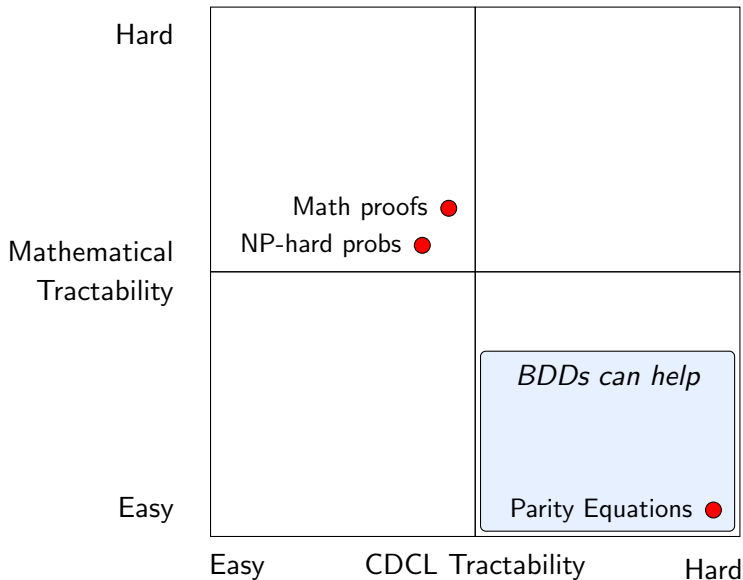 Hard
Math proofs
NP-hard probs
Mathematical
Tractability
BDDs can help
Easy
Parity Equations
Easy
CDCL Tractability
Hard